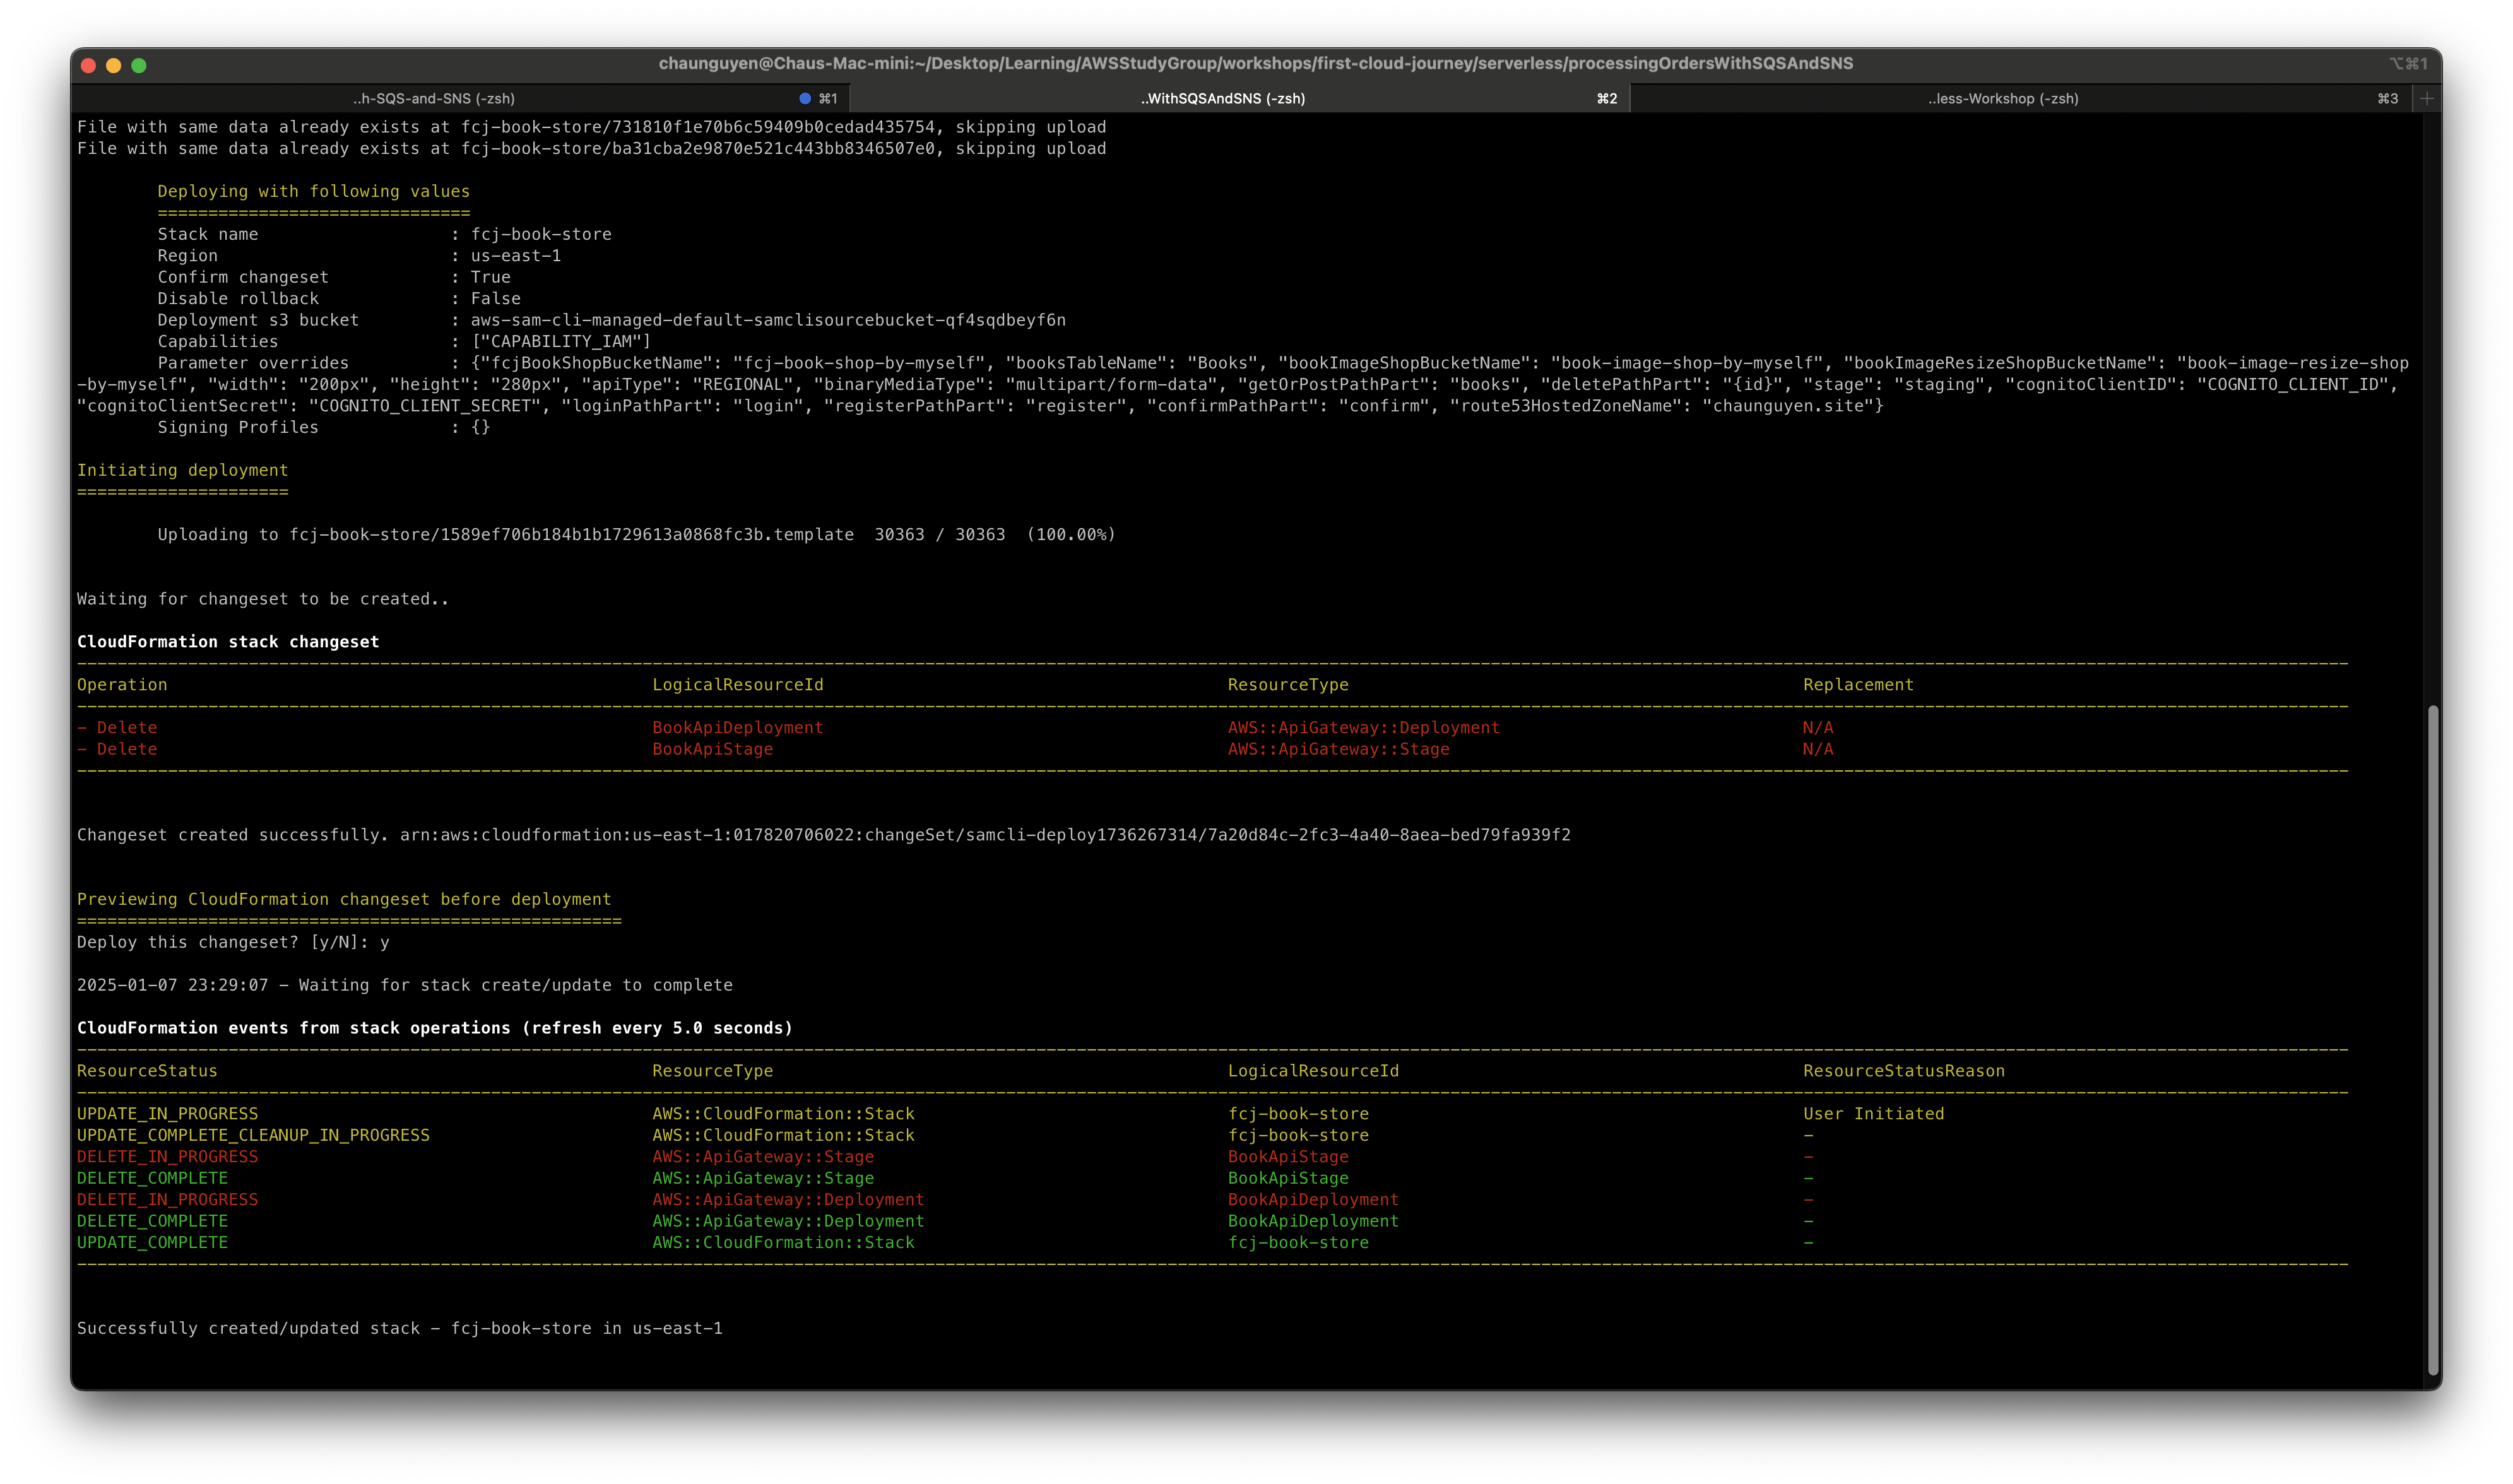 chaunguyen@Chaus-Mac-mini:~/Desktop/Learning/AWSStudyGroup/workshops/first-cloud-journey/serverless/processingOrdersWithSQSAndSNS ⌥⌘1
..h-SQS-and-SNS (-zsh) ⌘1 ..WithSQSAndSNS (-zsh) ⌘2 ..less-Workshop (-zsh) ⌘3 +
File with same data already exists at fcj-book-store/731810f1e70b6c59409b0cedad435754, skipping upload
File with same data already exists at fcj-book-store/ba31cba2e9870e521c443bb8346507e0, skipping upload
Deploying with following values
===============================
Stack name : fcj-book-store
Region : us-east-1
Confirm changeset : True
Disable rollback : False
Deployment s3 bucket : aws-sam-cli-managed-default-samclisourcebucket-qf4sqdbeyf6n
Capabilities : ["CAPABILITY_IAM"]
Parameter overrides : {"fcjBookShopBucketName": "fcj-book-shop-by-myself", "booksTableName": "Books", "bookImageShopBucketName": "book-image-shop-by-myself", "bookImageResizeShopBucketName": "book-image-resize-shop
-by-myself", "width": "200px", "height": "280px", "apiType": "REGIONAL", "binaryMediaType": "multipart/form-data", "getOrPostPathPart": "books", "deletePathPart": "{id}", "stage": "staging", "cognitoClientID": "COGNITO_CLIENT_ID",
"cognitoClientSecret": "COGNITO_CLIENT_SECRET", "loginPathPart": "login", "registerPathPart": "register", "confirmPathPart": "confirm", "route53HostedZoneName": "chaunguyen.site"}
Signing Profiles : {}
Initiating deployment
=====================
Uploading to fcj-book-store/1589ef706b184b1b1729613a0868fc3b.template 30363 / 30363 (100.00%)
Waiting for changeset to be created..
CloudFormation stack changeset
Operation LogicalResourceId ResourceType Replacement
- Delete BookApiDeployment AWS::ApiGateway::Deployment N/A
- Delete BookApiStage AWS::ApiGateway::Stage N/A
Changeset created successfully. arn:aws:cloudformation:us-east-1:017820706022:changeSet/samcli-deploy1736267314/7a20d84c-2fc3-4a40-8aea-bed79fa939f2
Previewing CloudFormation changeset before deployment
======================================================
Deploy this changeset? [y/N]: y
2025-01-07 23:29:07 - Waiting for stack create/update to complete
CloudFormation events from stack operations (refresh every 5.0 seconds)
ResourceStatus ResourceType LogicalResourceId ResourceStatusReason
UPDATE_IN_PROGRESS AWS::CloudFormation::Stack fcj-book-store User Initiated
UPDATE_COMPLETE_CLEANUP_IN_PROGRESS AWS::CloudFormation::Stack fcj-book-store -
DELETE_IN_PROGRESS AWS::ApiGateway::Stage BookApiStage -
DELETE_COMPLETE AWS::ApiGateway::Stage BookApiStage -
DELETE_IN_PROGRESS AWS::ApiGateway::Deployment BookApiDeployment -
DELETE_COMPLETE AWS::ApiGateway::Deployment BookApiDeployment -
UPDATE_COMPLETE AWS::CloudFormation::Stack fcj-book-store -
Successfully created/updated stack - fcj-book-store in us-east-1